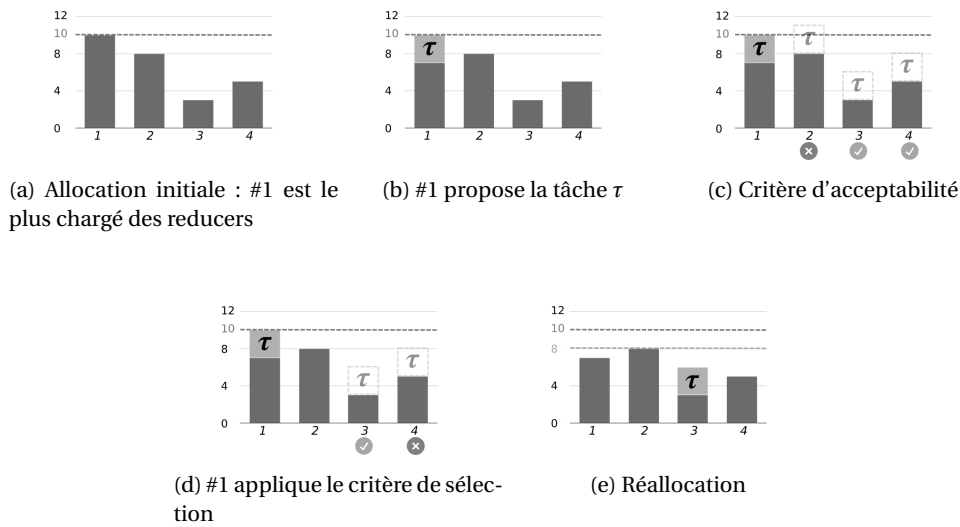 12
10
8
4
0
1 2 3 4
(a) Allocation initiale : #1 est le
plus chargé des reducers
12
10
8
4
0
τ
1 2 3 4
(b) #1 propose la tâche τ
12
10
8
4
0
τ τ τ τ
1 2 3 4
(c) Critère d'acceptabilité
12
10
8
4
0
τ τ τ
1 2 3 4
(d) #1 applique le critère de sélec-
tion
12
10
8
4
0
τ
1 2 3 4
(e) Réallocation